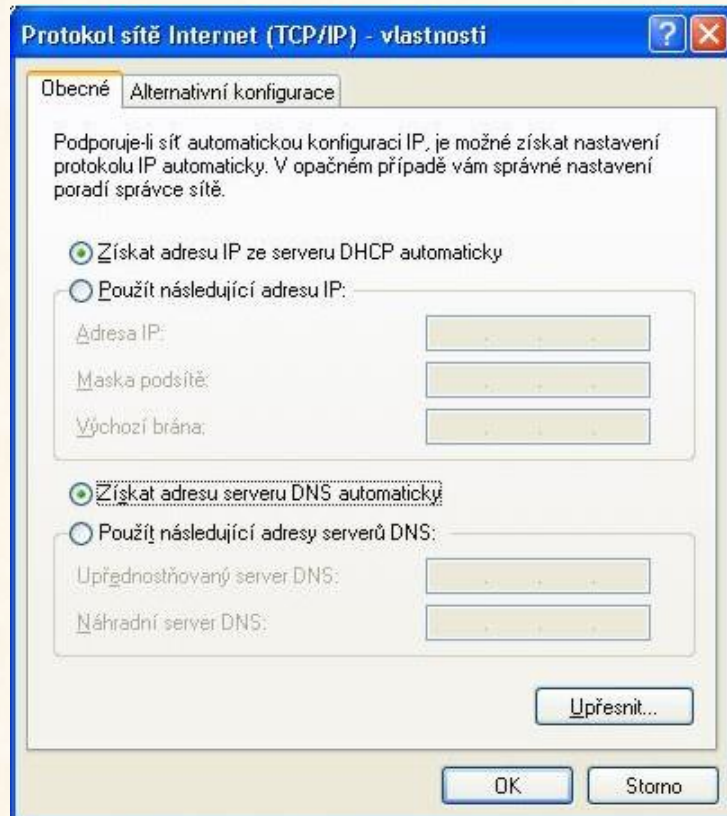 Protokol sítě Internet (TCP/IP) - vlastnosti
Obecné
Alternativní konfigurace
Podporuje-li síť automatickou konfiguraci IP, je možné získat nastavení
protokolu IP automaticky. V opačném případě vám správné nastavení
poradí správce sítě.
Získat adresu IP ze serveru DHCP automaticky
Použít následující adresu IP:
Adresa IP:
Maska podsítě:
Výchozí brána:
Získat adresu serveru DNS automaticky
Použít následující adresy serverů DNS:
Upřednostňovaný server DNS:
Náhradní server DNS:
Upřesnit...
OK
Storno